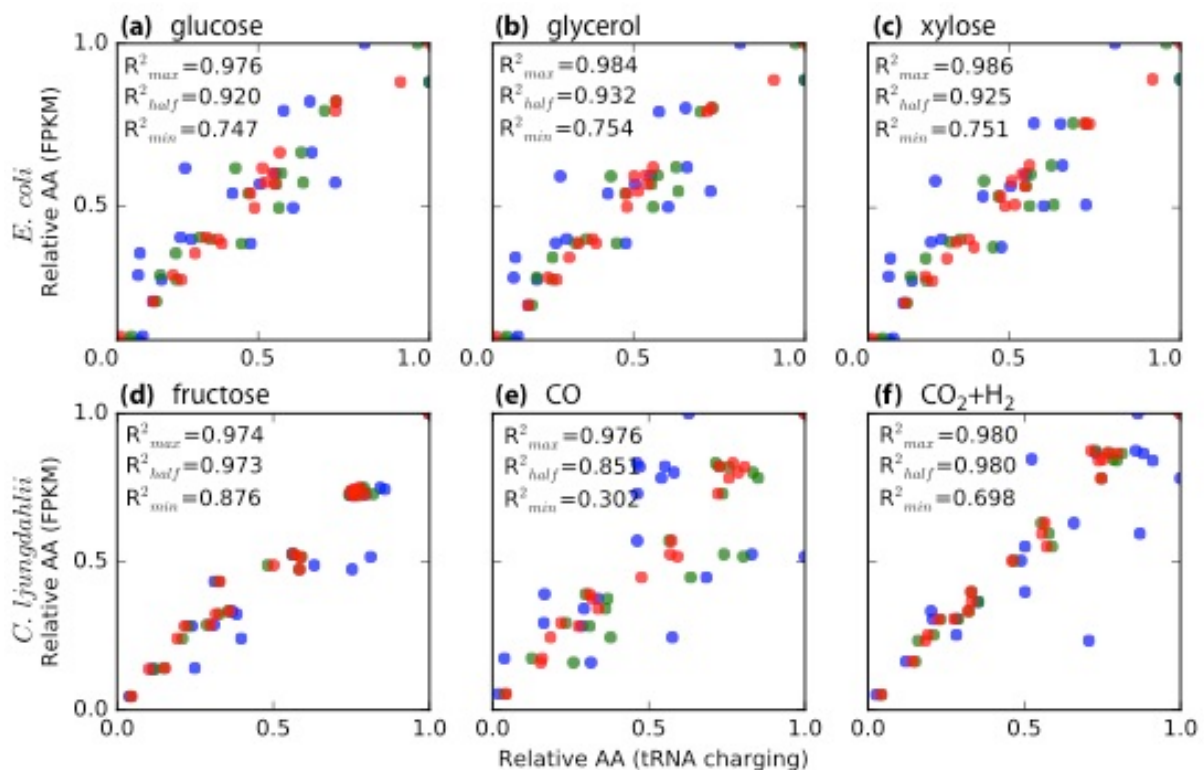 (a) glucose
(b) glycerol
(c) xylose
1.0
R²max=0.976
R²half=0.920
R²min=0.747
R²max=0.984
R²half=0.932
R²min=0.754
R²max=0.986
R²half=0.925
R²min=0.751
E. coli
Relative AA (FPKM)
0.5
0.0 0.5 1.0
0.0 0.5 1.0
0.0 0.5 1.0
(d) fructose
(e) CO
(f) CO₂+H₂
1.0
R²max=0.974
R²half=0.973
R²min=0.876
R²max=0.976
R²half=0.851
R²min=0.302
R²max=0.980
R²half=0.980
R²min=0.698
C. ljungdahlii
Relative AA (FPKM)
0.5
0.0
0.0 0.5 1.0
0.0 0.5 1.0
0.0 0.5 1.0
Relative AA (tRNA charging)